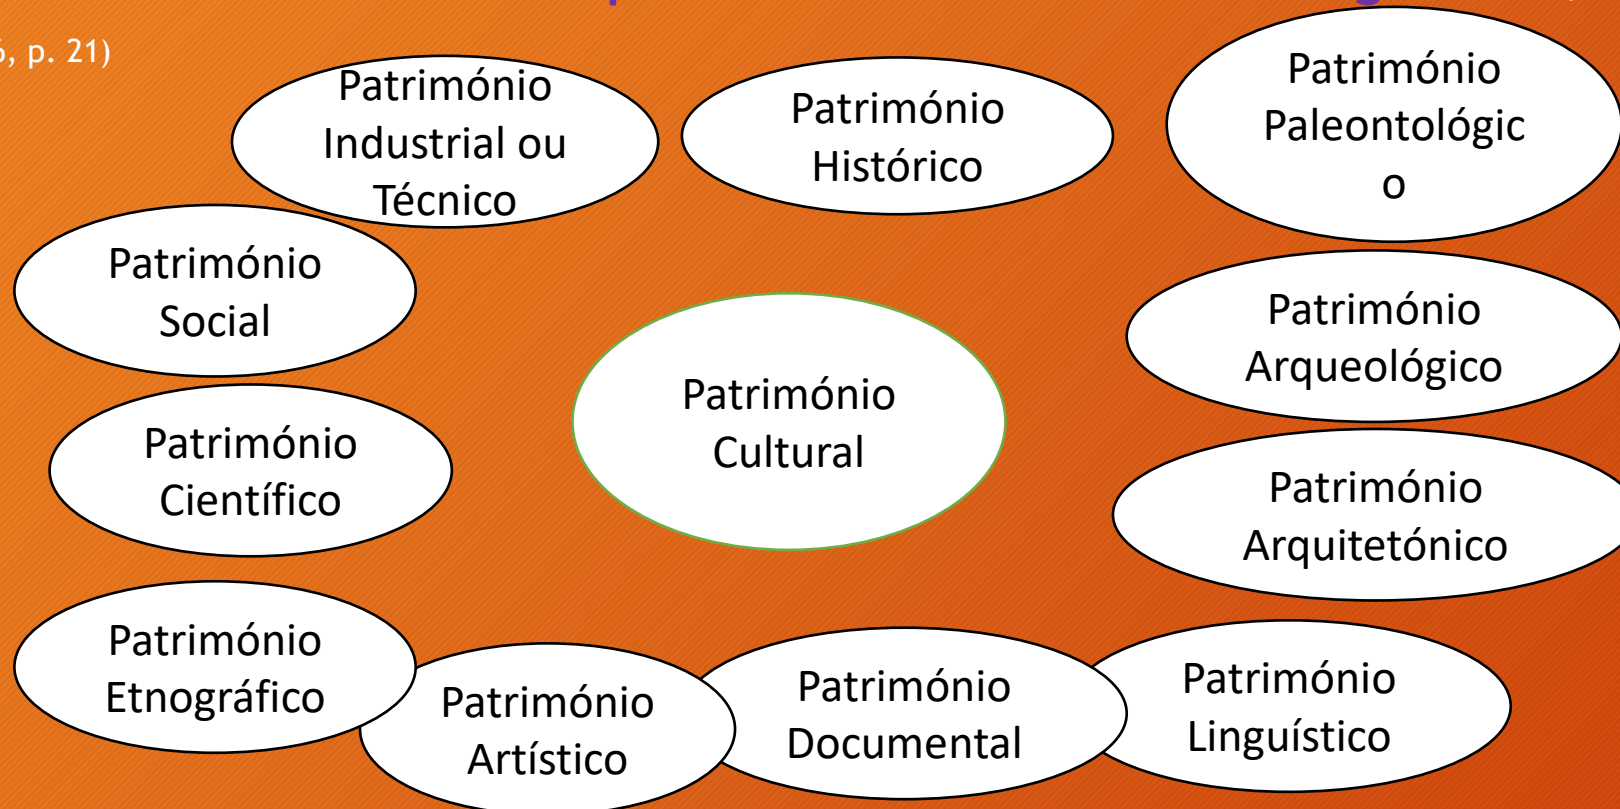 6, p. 21)
Património
Industrial ou
Técnico
Património
Histórico
Património
Paleontológic
o
Património
Social
Património
Arqueológico
Património
Cultural
Património
Científico
Património
Arquitetónico
Património
Etnográfico
Património
Artístico
Património
Documental
Património
Linguístico